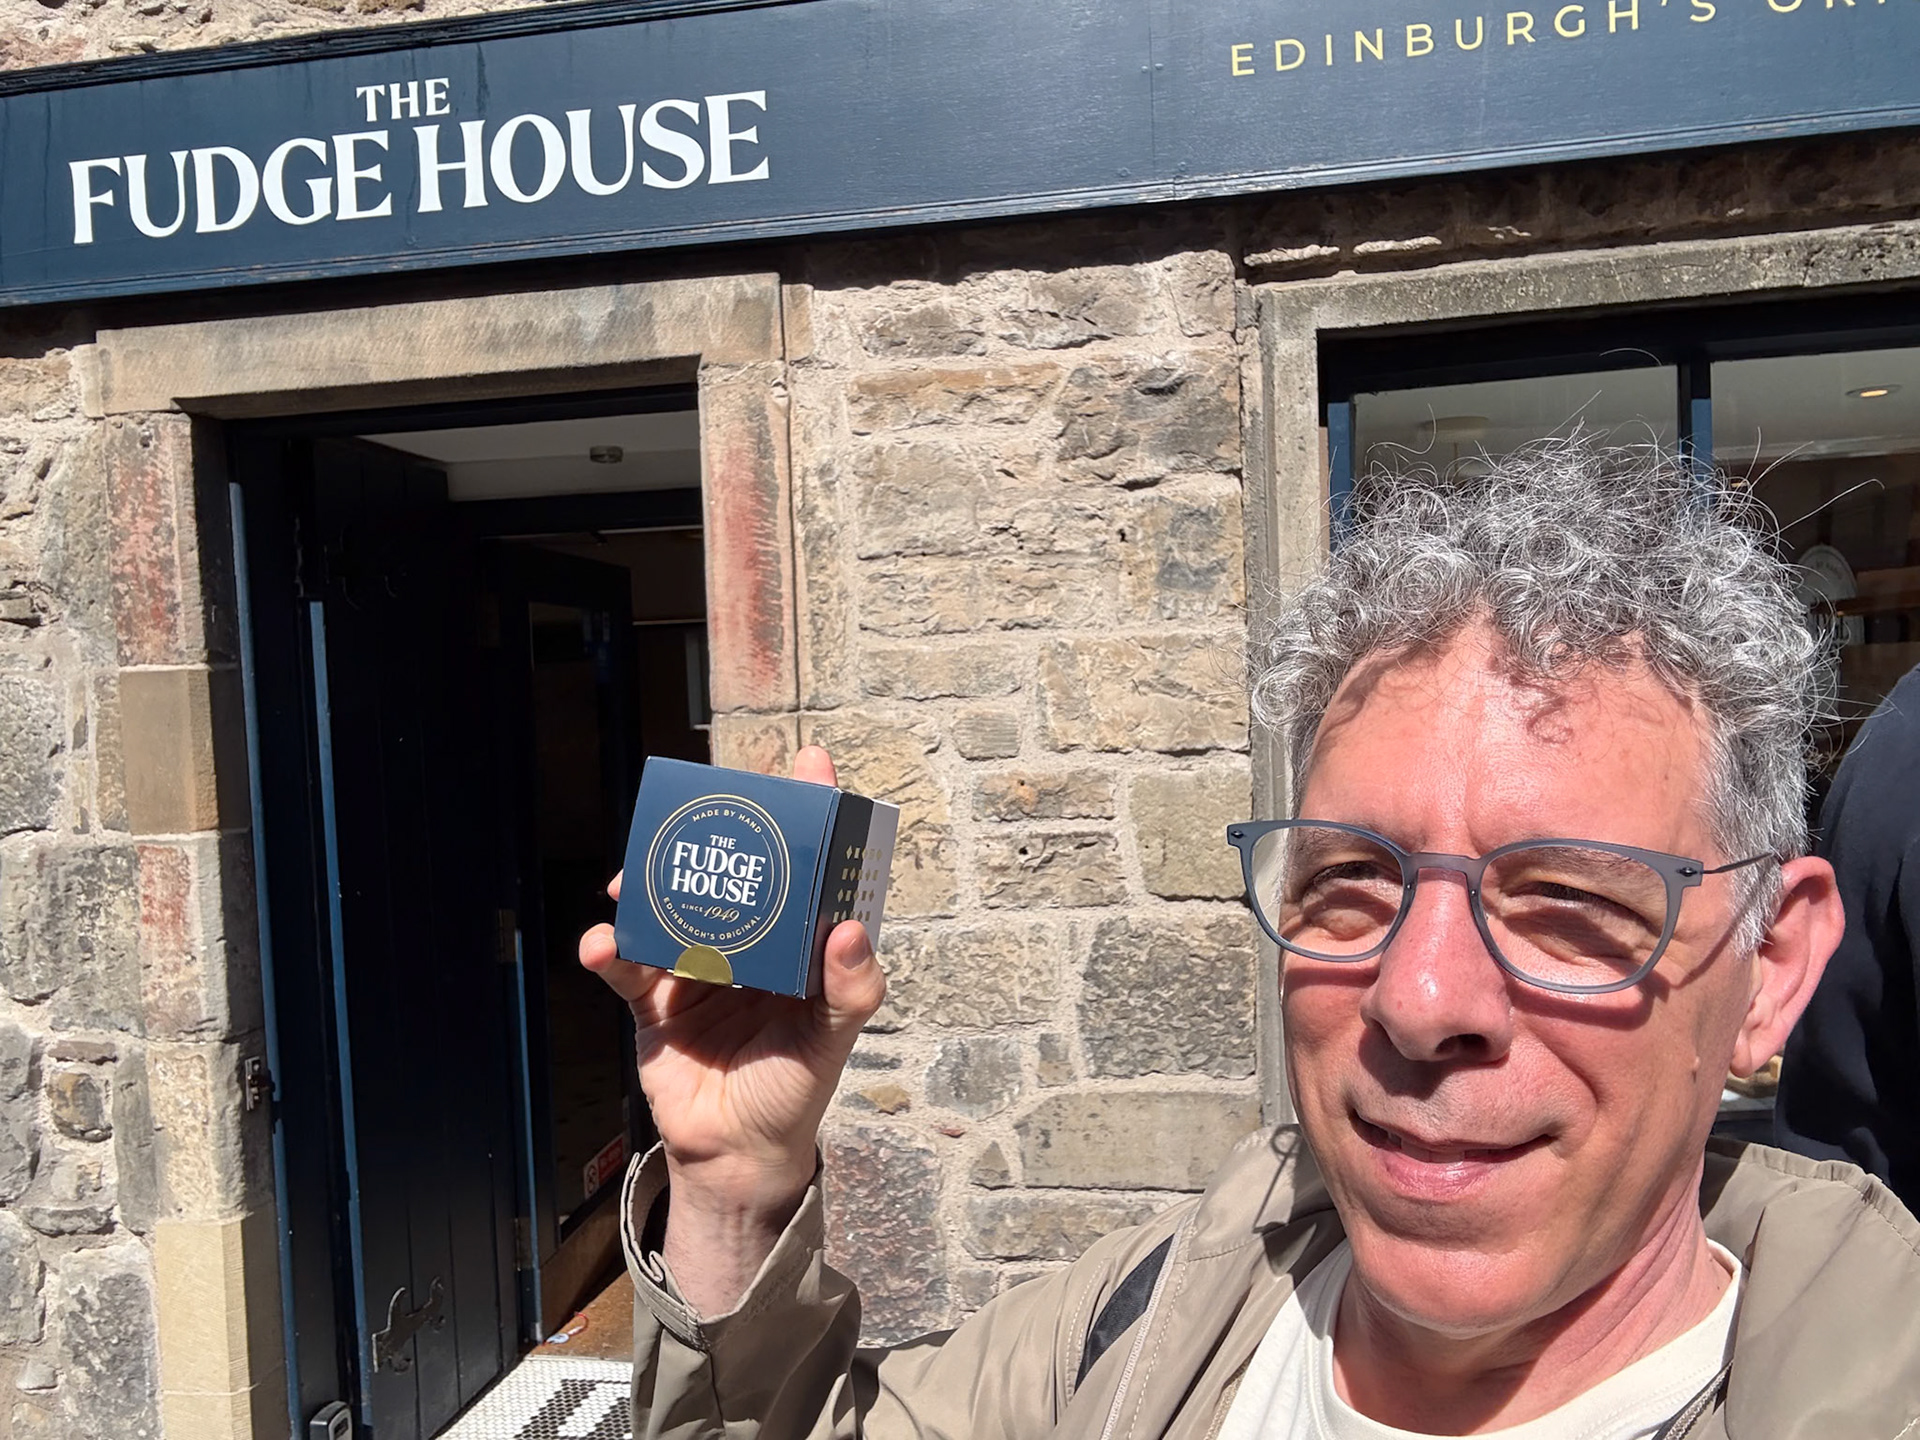 THE
FUDGE HOUSE
EDINBURGH'S
MADE BY HAND
THE
FUDGE
HOUSE
SINCE 1949
EDINBURGH'S ORIGINAL